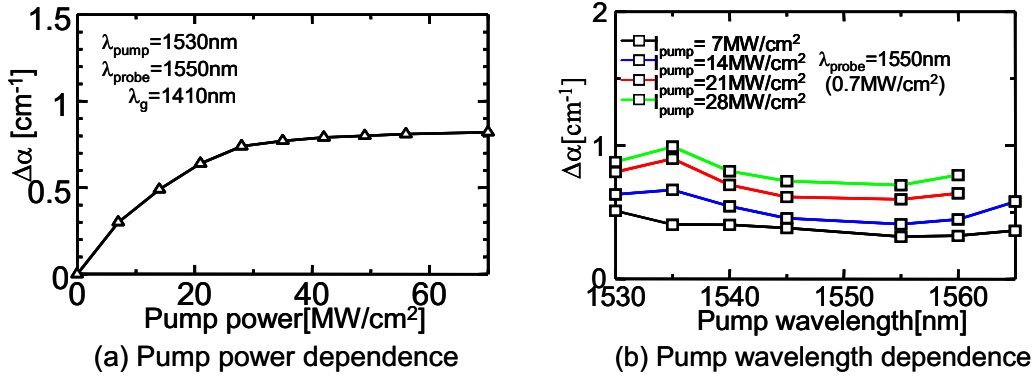 1.5
1
0.5
0
Δα [cm⁻¹]
λpump=1530nm
λprobe=1550nm
λg=1410nm
0 20 40 60
Pump power[MW/cm²]
(a) Pump power dependence
2
1
0
Δα[cm⁻¹]
Ipump= 7MW/cm²
Ipump=14MW/cm²
Ipump=21MW/cm²
Ipump=28MW/cm²
λprobe=1550nm
(0.7MW/cm²)
1530 1540 1550 1560
Pump wavelength[nm]
(b) Pump wavelength dependence